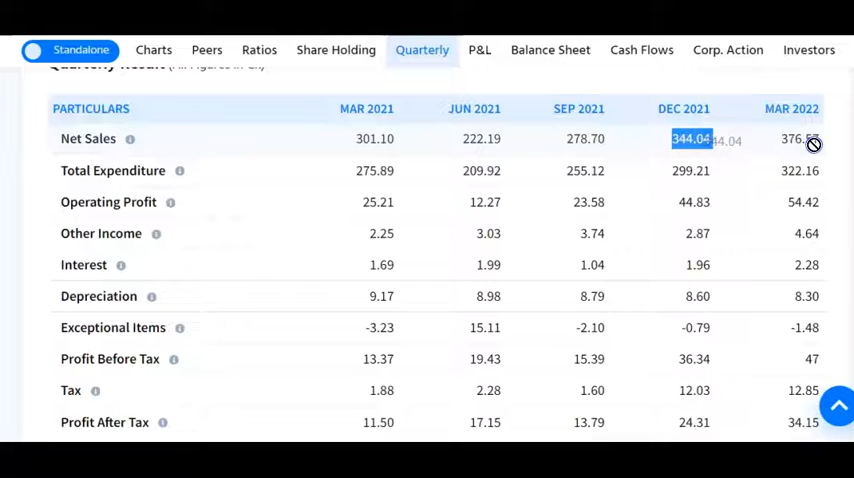 Standalone Charts Peers Ratios Share Holding Quarterly P&L Balance Sheet Cash Flows Corp. Action Investors
Quarterly Result (All Figures in Cr.)
PARTICULARS MAR 2021 JUN 2021 SEP 2021 DEC 2021 MAR 2022
Net Sales 301.10 222.19 278.70 344.04
Total Expenditure 275.89 209.92 255.12 299.21 322.16
Operating Profit 25.21 12.27 23.58 44.83 54.42
Other Income 2.25 3.03 3.74 2.87 4.64
Interest 1.69 1.99 1.04 1.96 2.28
Depreciation 9.17 8.98 8.79 8.60 8.30
Exceptional Items -3.23 15.11 -2.10 -0.79 -1.48
Profit Before Tax 13.37 19.43 15.39 36.34 47
Tax 1.88 2.28 1.60 12.03 12.85
Profit After Tax 11.50 17.15 13.79 24.31 34.15